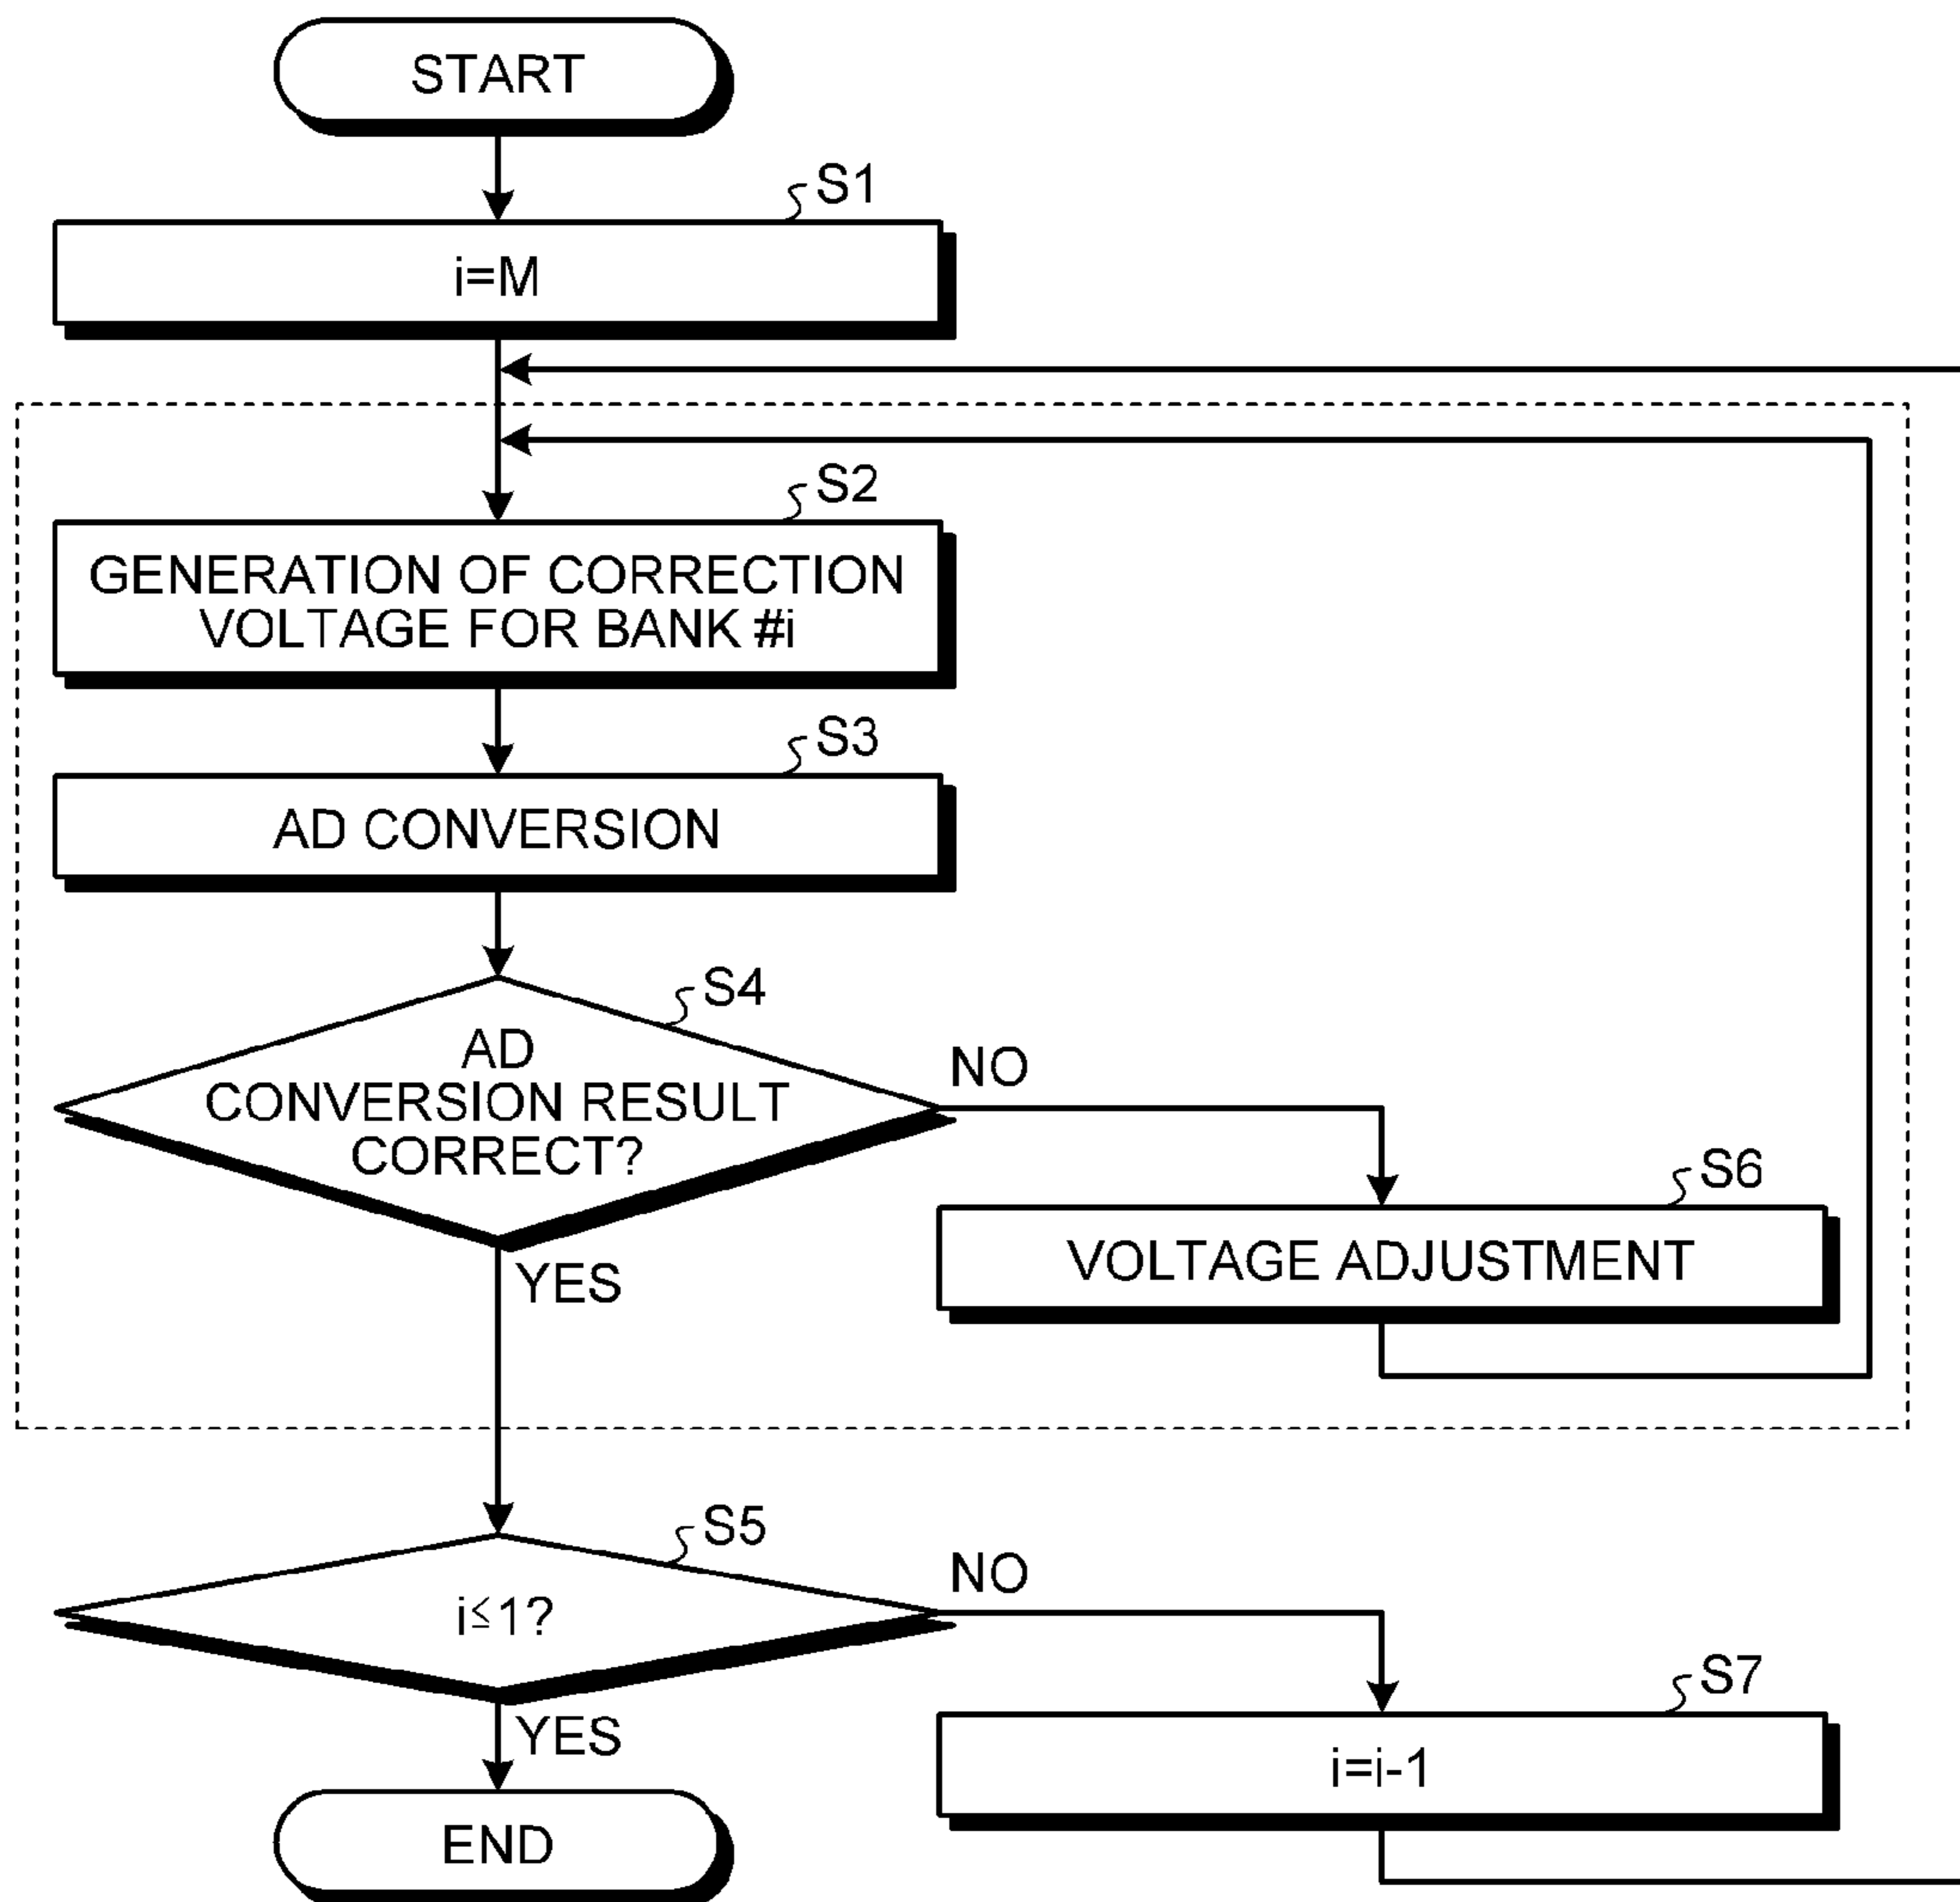 START
S1
i=M
S2
GENERATION OF CORRECTION
VOLTAGE FOR BANK #i
S3
AD CONVERSION
S4
AD
CONVERSION RESULT
CORRECT?
NO
YES
S6
VOLTAGE ADJUSTMENT
S5
i≦1?
NO
YES
S7
i=i-1
END